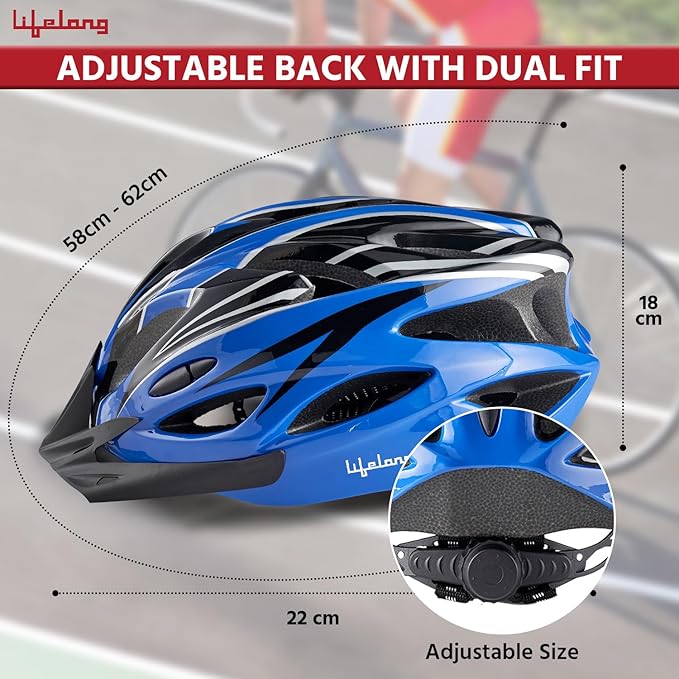 Lifelong
ADJUSTABLE BACK WITH DUAL FIT
58cm - 62cm
18
cm
Lifelong
22 cm
Adjustable Size